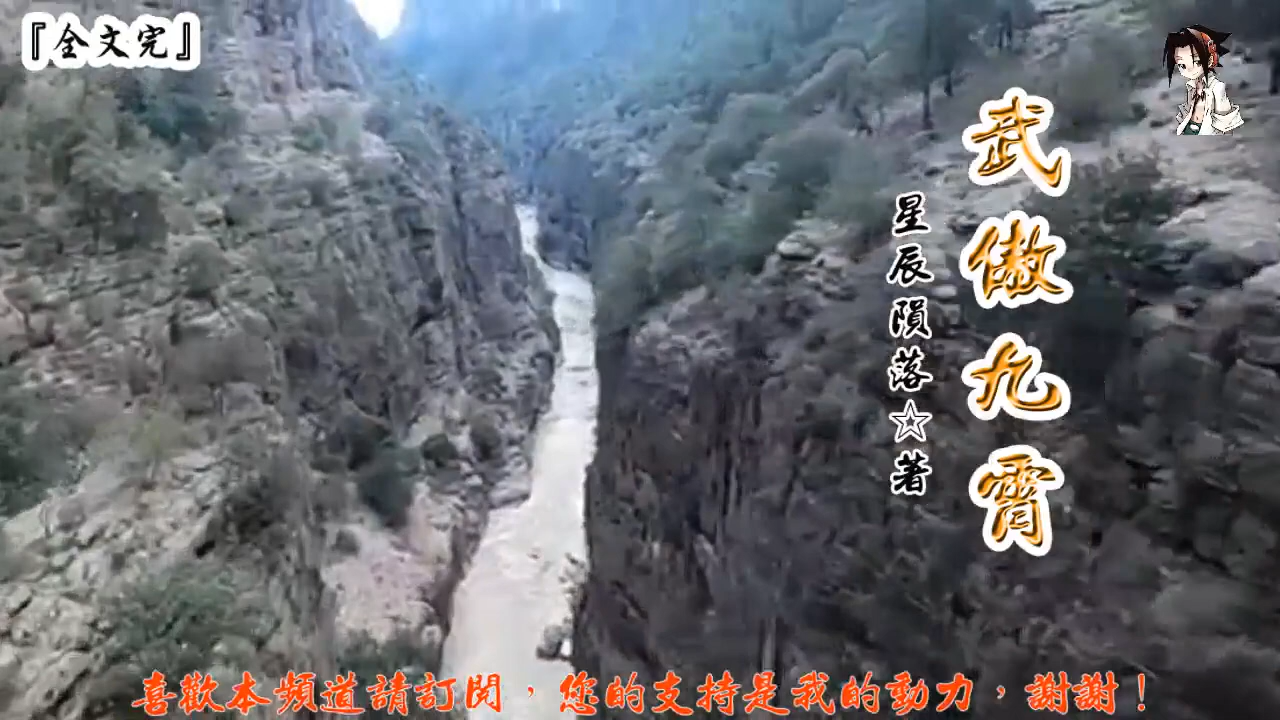 『全文完』
武傲九霄
星辰隕落☆著
喜歡本頻道請訂閱，您的支持是我的動力，謝謝！